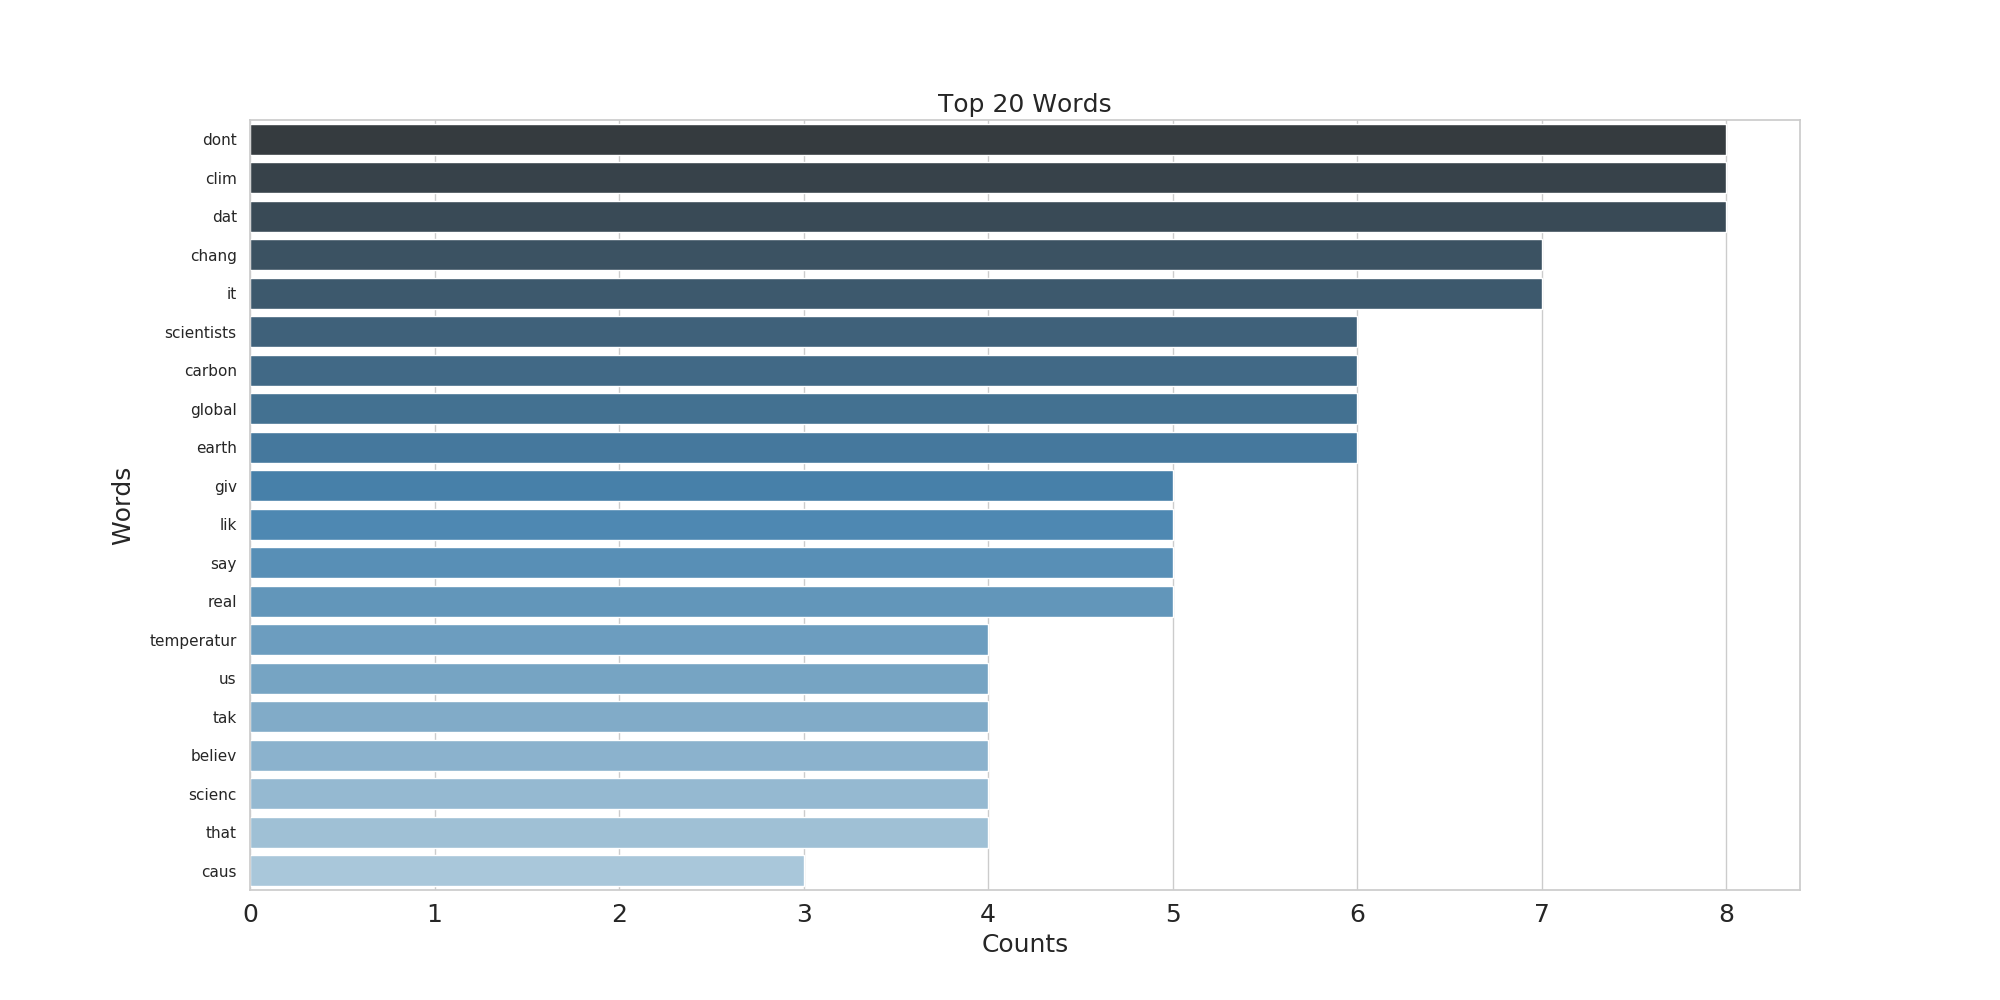 Top 20 Words
dont
clim
dat
chang
it
scientists
carbon
global
earth
giv
lik
say
real
temperatur
us
tak
believ
scienc
that
caus
Words
0 1 2 3 4 5 6 7 8
Counts